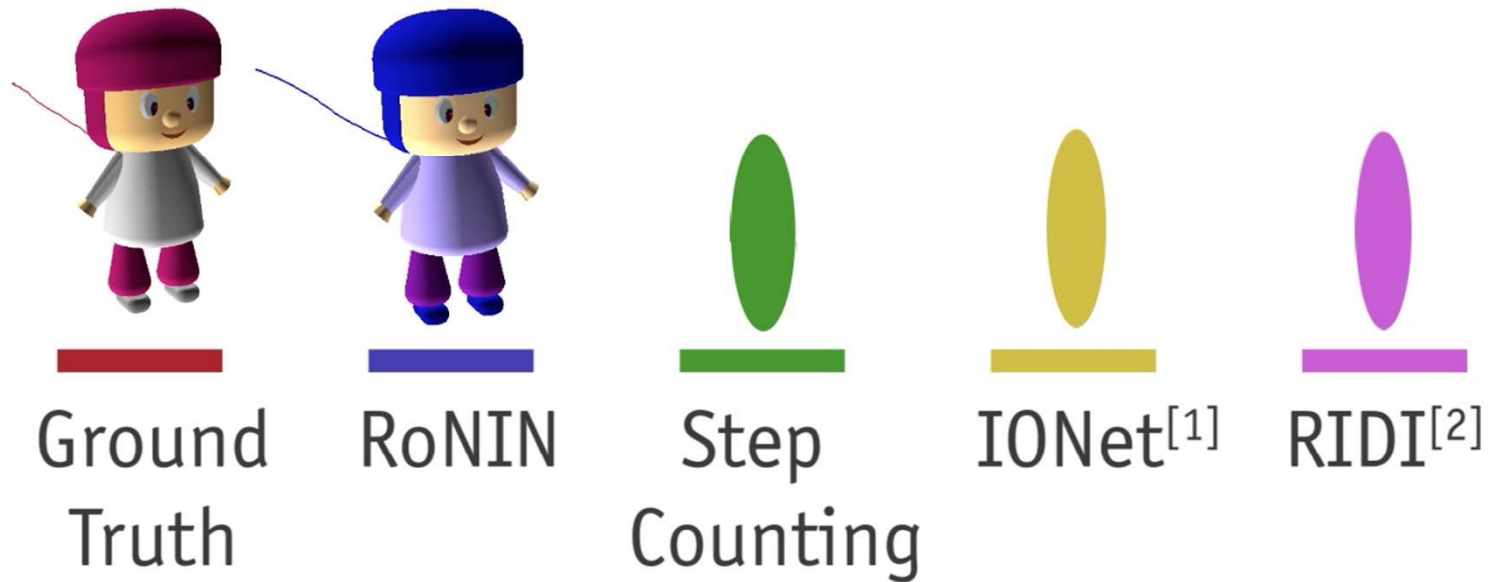 Ground Truth
RoNIN
Step Counting
IONet[1]
RIDI[2]